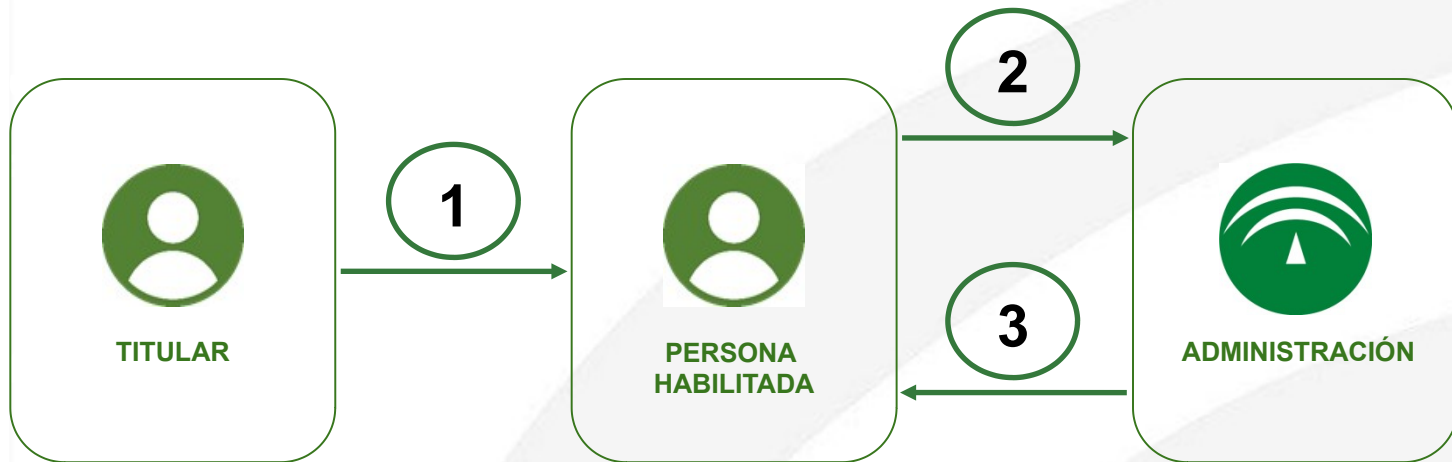 2
1
TITULAR
PERSONA
HABILITADA
3
ADMINISTRACIÓN